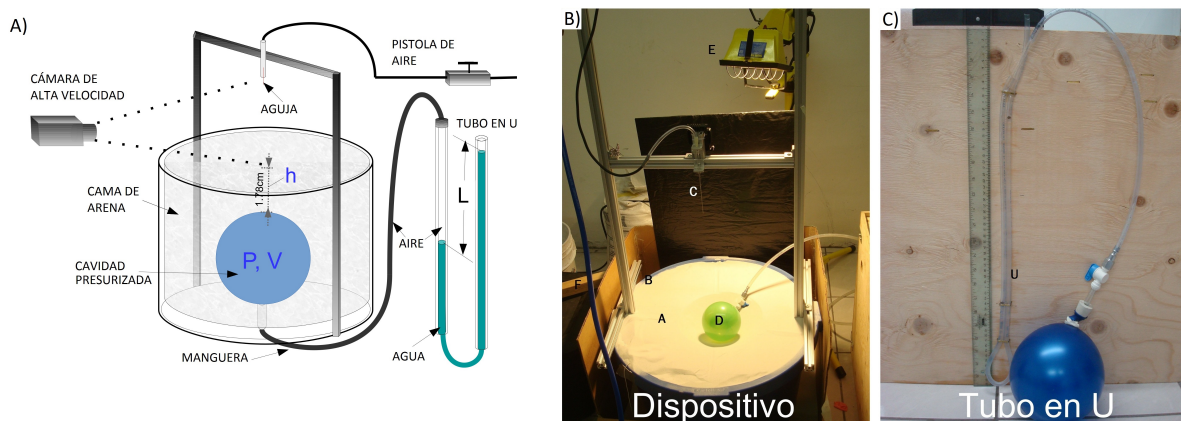 A)
PISTOLA DE
AIRE
CÁMARA DE
ALTA VELOCIDAD
AGUJA
TUBO EN U
h
1.78cm
L
CAMA DE
ARENA
AIRE
P, V
CAVIDAD
PRESURIZADA
MANGUERA
AGUA
B)
E
C
B
F
A
D
Dispositivo
C)
U
L
Tubo en U